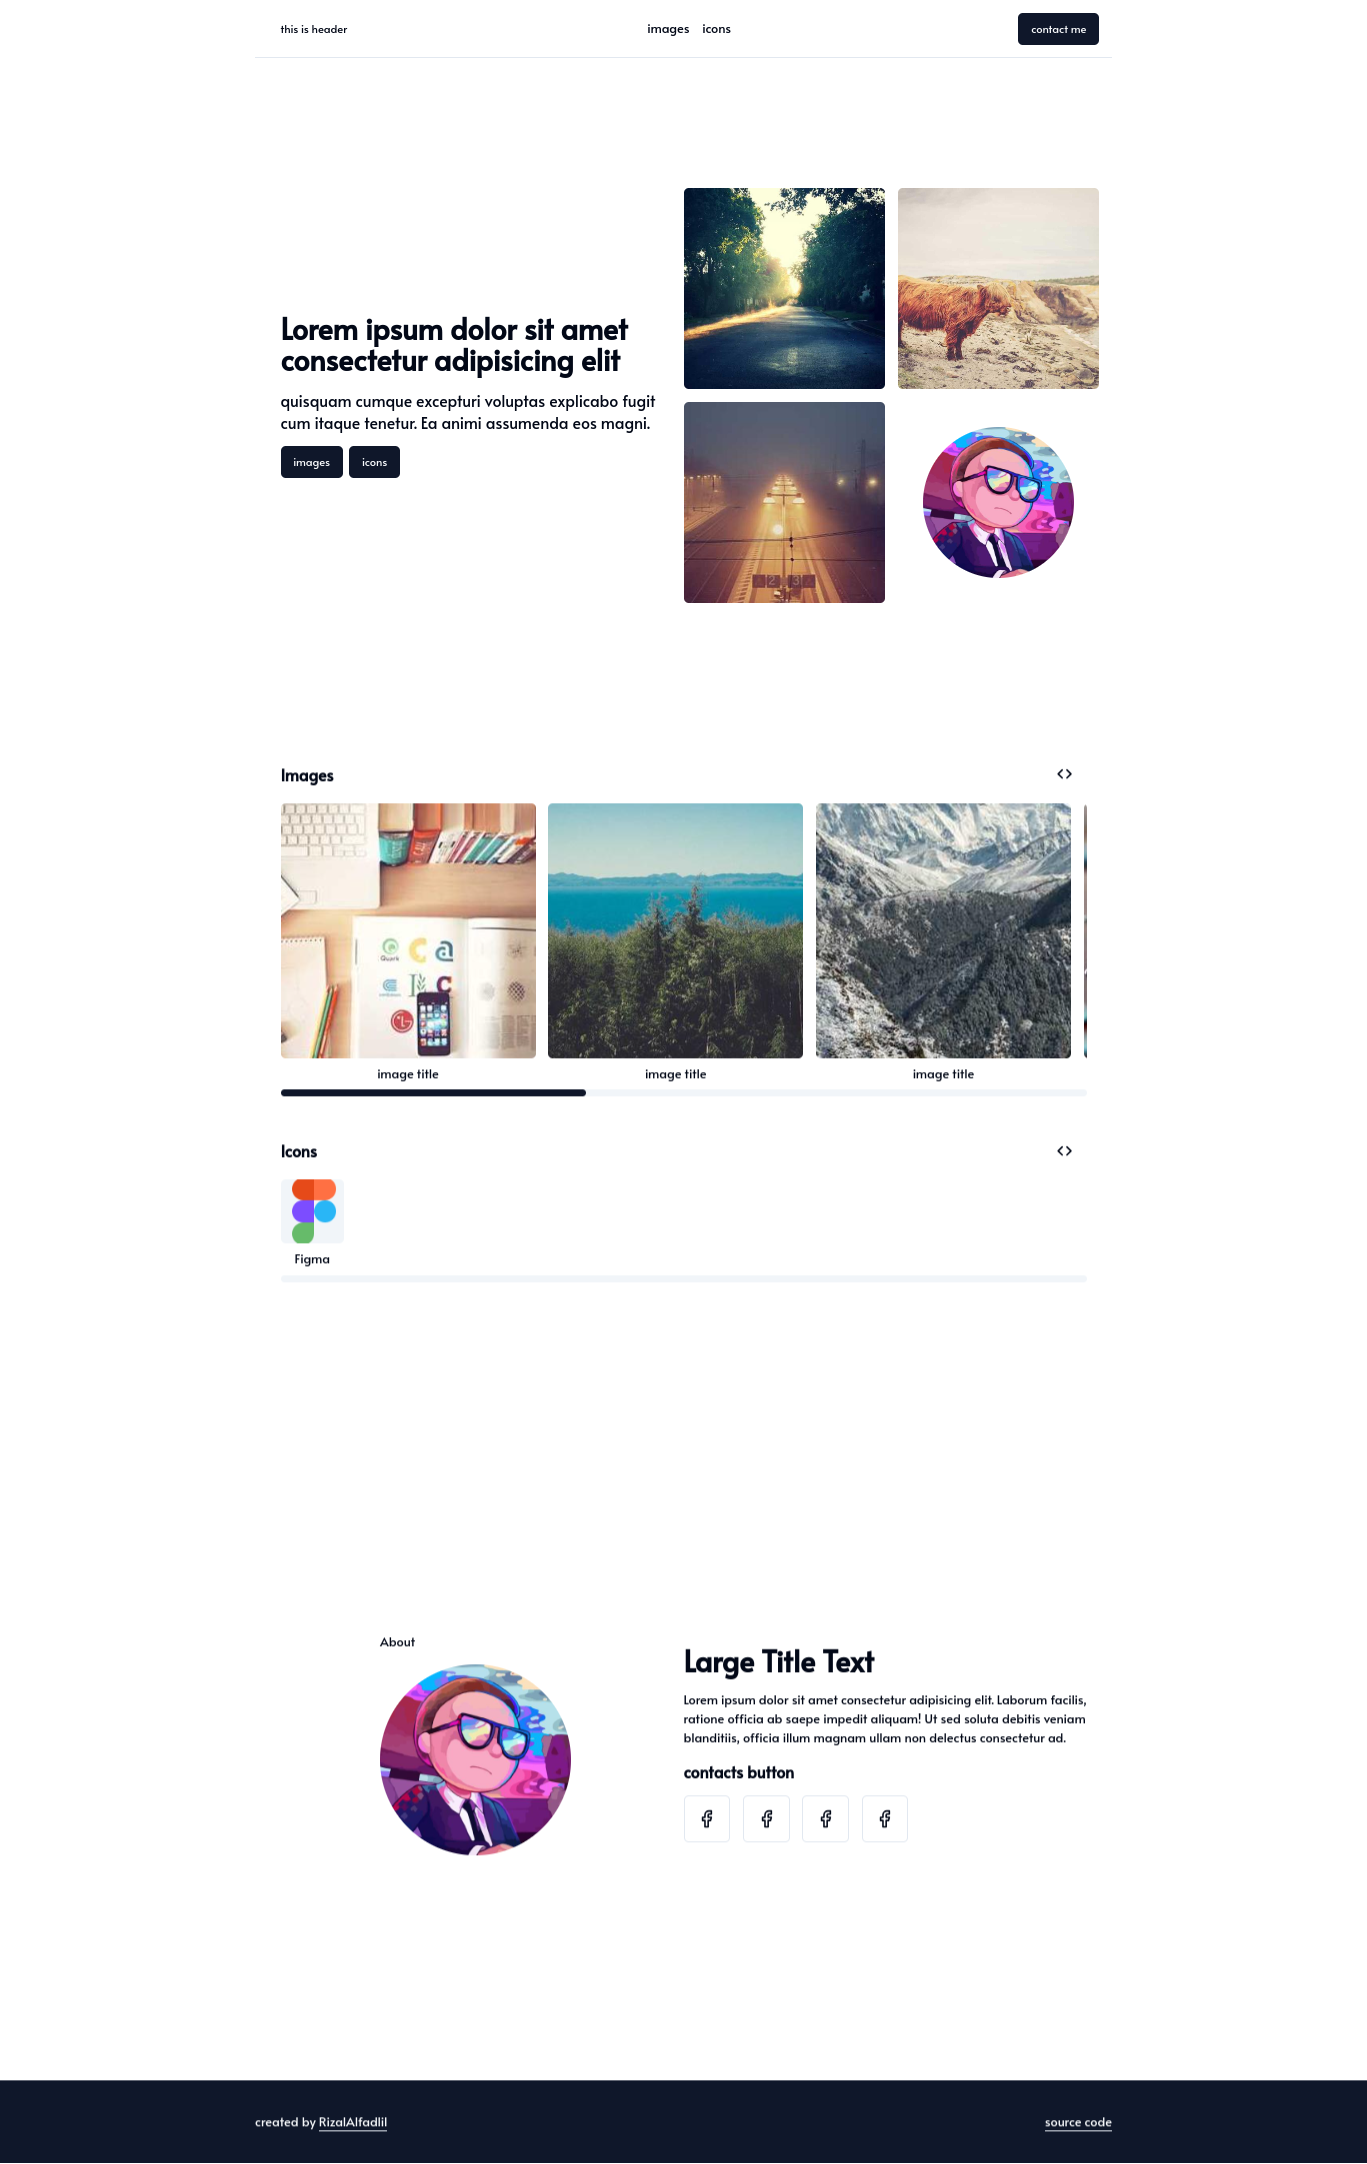 this is header
images
icons
contact me
Lorem ipsum dolor sit amet
consectetur adipisicing elit
quisquam cumque excepturi voluptas explicabo fugit
cum itaque tenetur. Ea animi assumenda eos magni.
images
icons
Images
Quark
ca
LG
image title
image title
image title
Icons
Figma
About
Large Title Text
Lorem ipsum dolor sit amet consectetur adipisicing elit. Laborum facilis,
ratione officia ab saepe impedit aliquam! Ut sed soluta debitis veniam
blanditiis, officia illum magnam ullam non delectus consectetur ad.
contacts button
created by RizalAlfadlil
source code